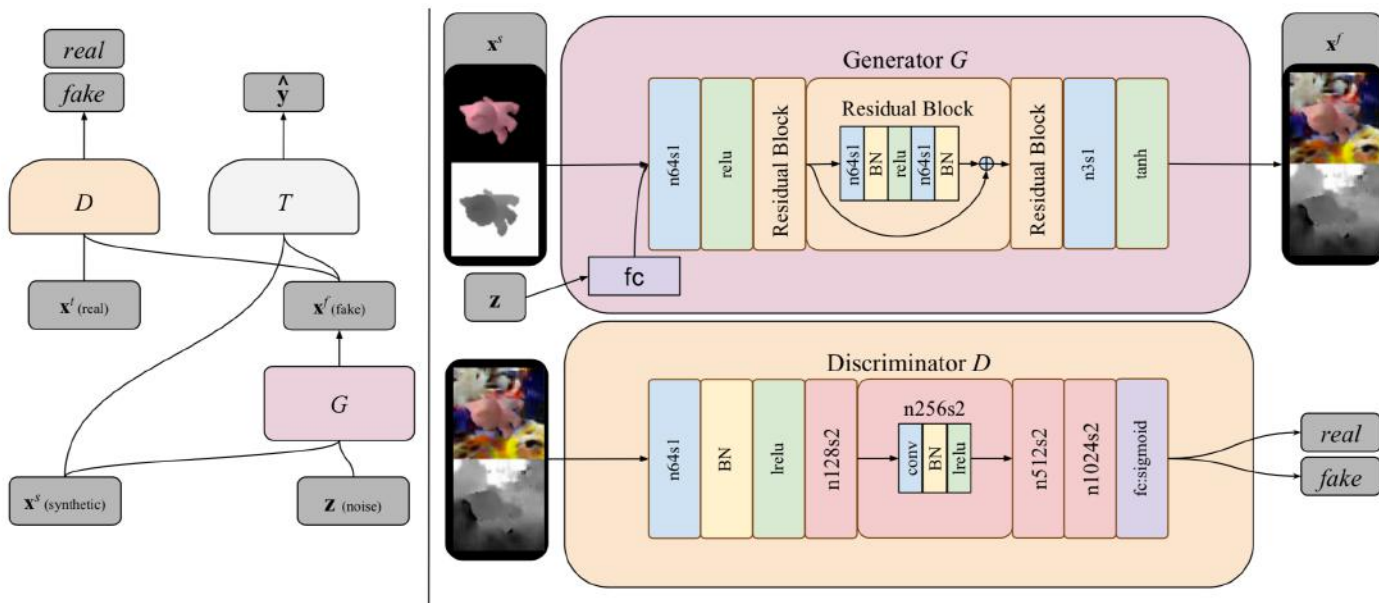 real
fake
ŷ
D
T
x^t (real)
x^f (fake)
G
x^s (synthetic)
z (noise)
x^s
z
Generator G
fc
n64s1
relu
Residual Block
Residual Block
n64s1
BN
relu
n64s1
BN
Residual Block
n3s1
tanh
x^f
Discriminator D
n64s1
BN
lrelu
n128s2
n256s2
conv
BN
lrelu
n512s2
n1024s2
fc:sigmoid
real
fake